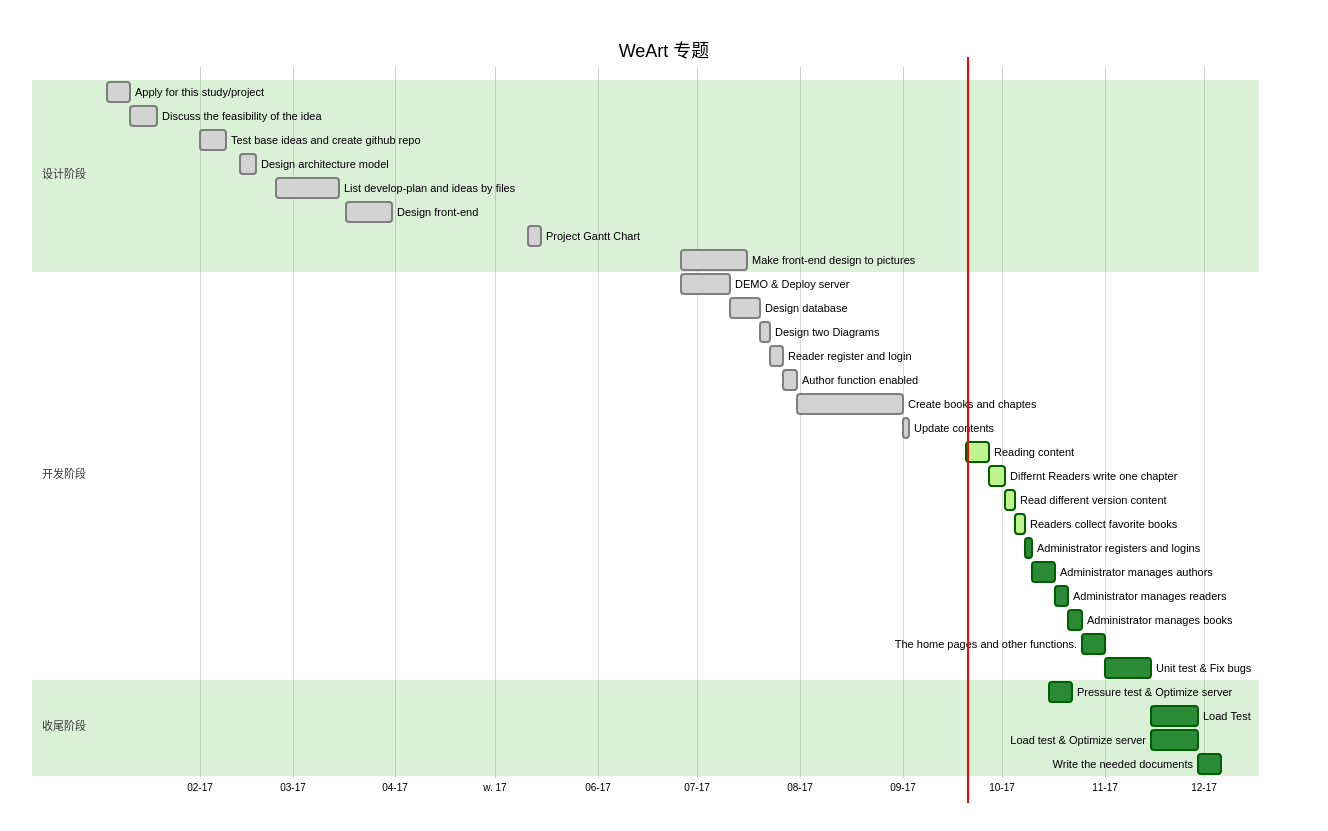 WeArt 专题
设计阶段
Apply for this study/project
Discuss the feasibility of the idea
Test base ideas and create github repo
Design architecture model
List develop-plan and ideas by files
Design front-end
Project Gantt Chart
Make front-end design to pictures
开发阶段
DEMO & Deploy server
Design database
Design two Diagrams
Reader register and login
Author function enabled
Create books and chaptes
Update contents
Reading content
Differnt Readers write one chapter
Read different version content
Readers collect favorite books
Administrator registers and logins
Administrator manages authors
Administrator manages readers
Administrator manages books
The home pages and other functions.
Unit test & Fix bugs
收尾阶段
Pressure test & Optimize server
Load Test
Load test & Optimize server
Write the needed documents
02-17 03-17 04-17 w. 17 06-17 07-17 08-17 09-17 10-17 11-17 12-17